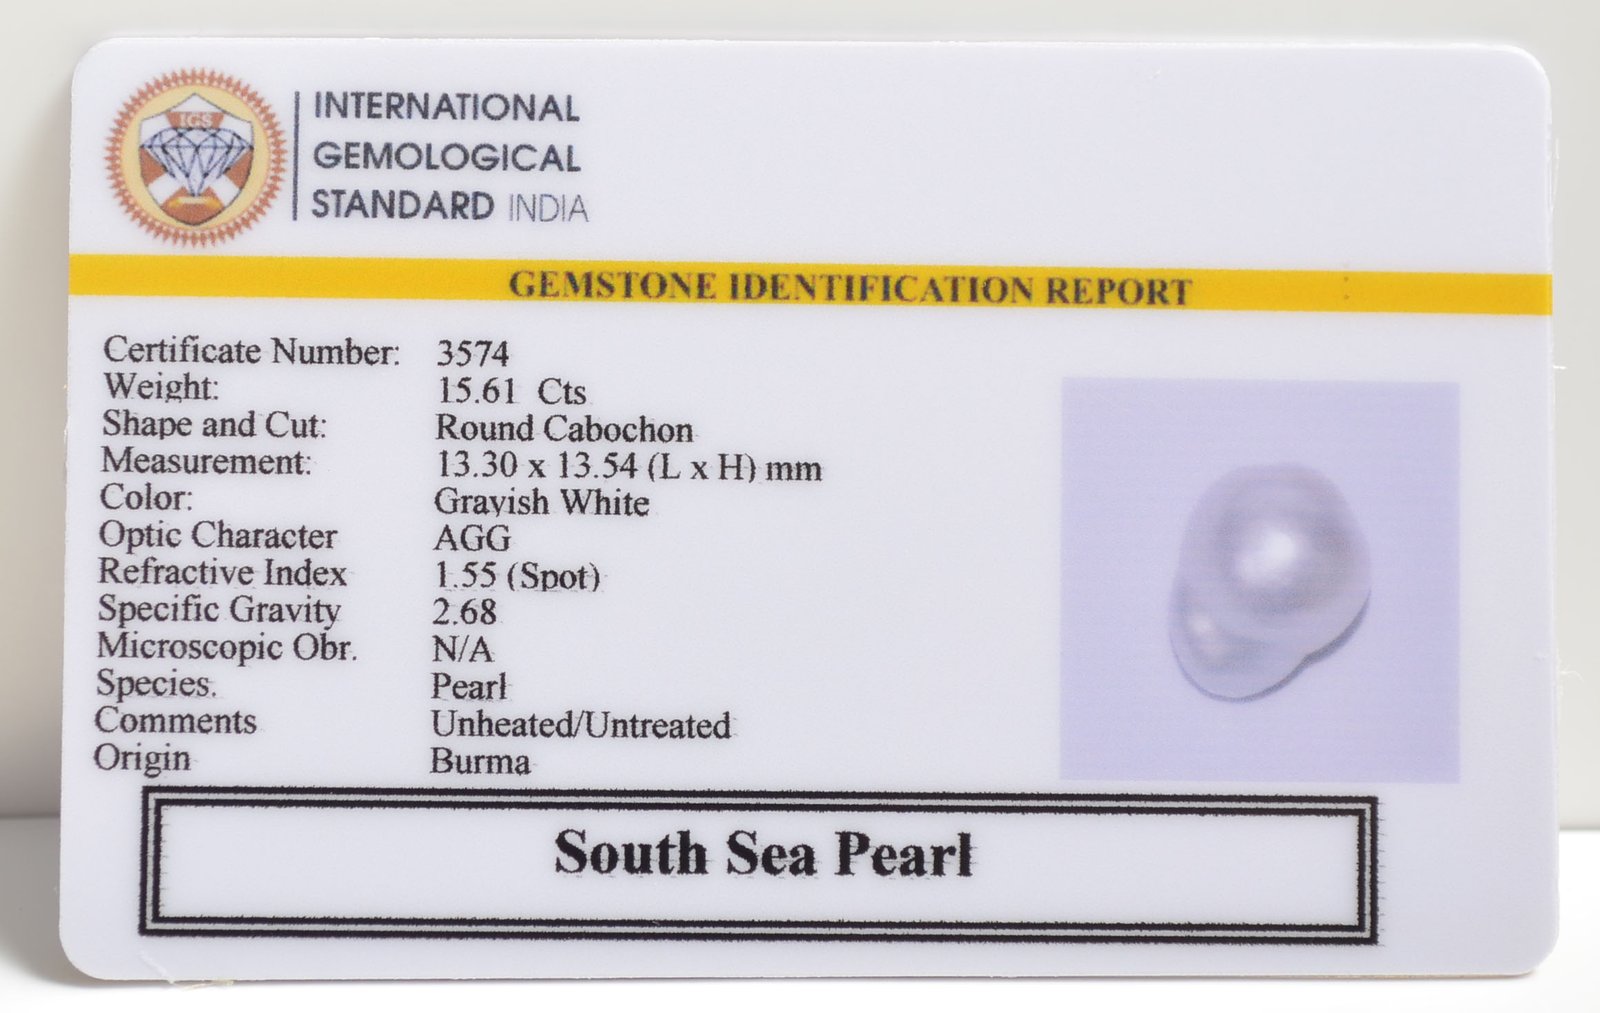 IGS
INTERNATIONAL
GEMOLOGICAL
STANDARD INDIA
GEMSTONE IDENTIFICATION REPORT
Certificate Number: 3574
Weight: 15.61 Cts
Shape and Cut: Round Cabochon
Measurement: 13.30 x 13.54 (L x H) mm
Color: Grayish White
Optic Character AGG
Refractive Index 1.55 (Spot)
Specific Gravity 2.68
Microscopic Obr. N/A
Species. Pearl
Comments Unheated/Untreated
Origin Burma
South Sea Pearl